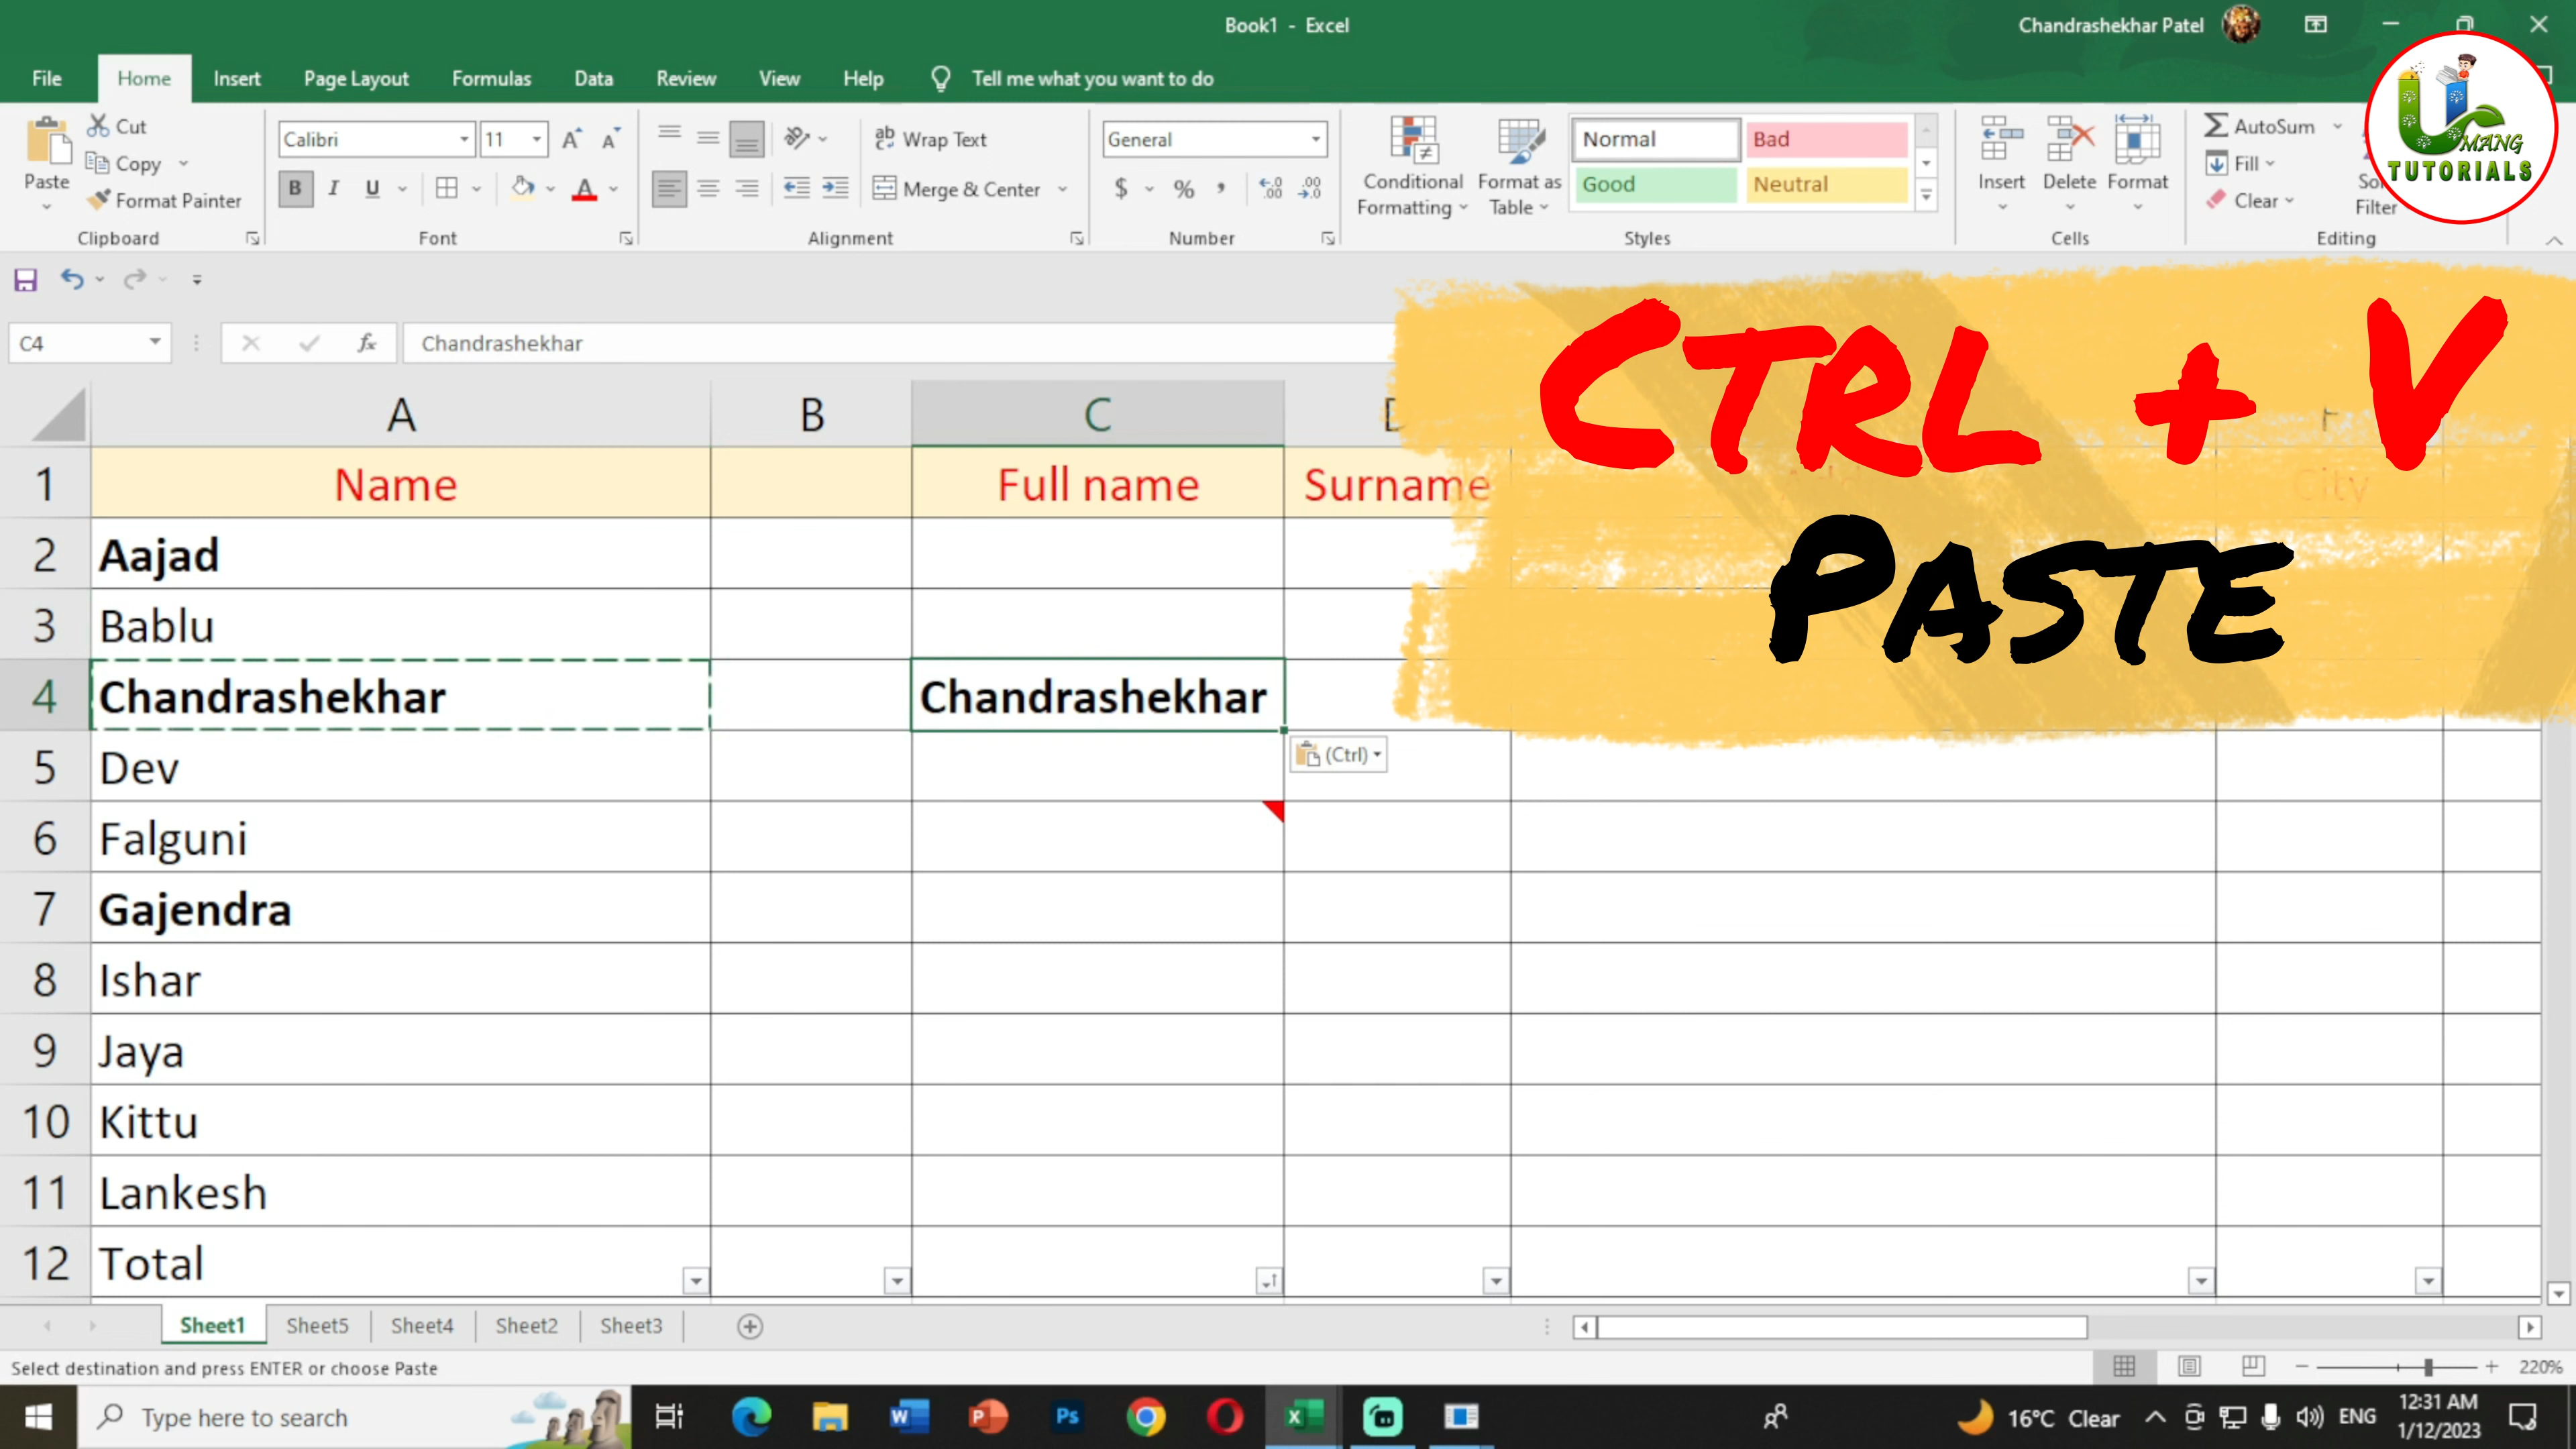 Book1 - Excel
Chandrashekhar Patel
File Home Insert Page Layout Formulas Data Review View Help Tell me what you want to do
UMANG
TUTORIALS
Paste
Cut
Copy
Format Painter
Clipboard
Calibri 11
B I U
Font
ab Wrap Text
Merge & Center
Alignment
General
$ %
Number
Conditional Formatting
Format as Table
Normal Bad
Good Neutral
Styles
Insert Delete Format
Cells
AutoSum
Fill
Clear
Filter
Editing
C4 fx Chandrashekhar
Ctrl + V
Paste
A B C
1 Name Full name Surname City
2 Aajad
3 Bablu
4 Chandrashekhar Chandrashekhar
5 Dev
(Ctrl)
6 Falguni
7 Gajendra
8 Ishar
9 Jaya
10 Kittu
11 Lankesh
12 Total
Sheet1 Sheet5 Sheet4 Sheet2 Sheet3
Select destination and press ENTER or choose Paste
220%
Type here to search
Ps
16°C Clear
ENG
12:31 AM
1/12/2023